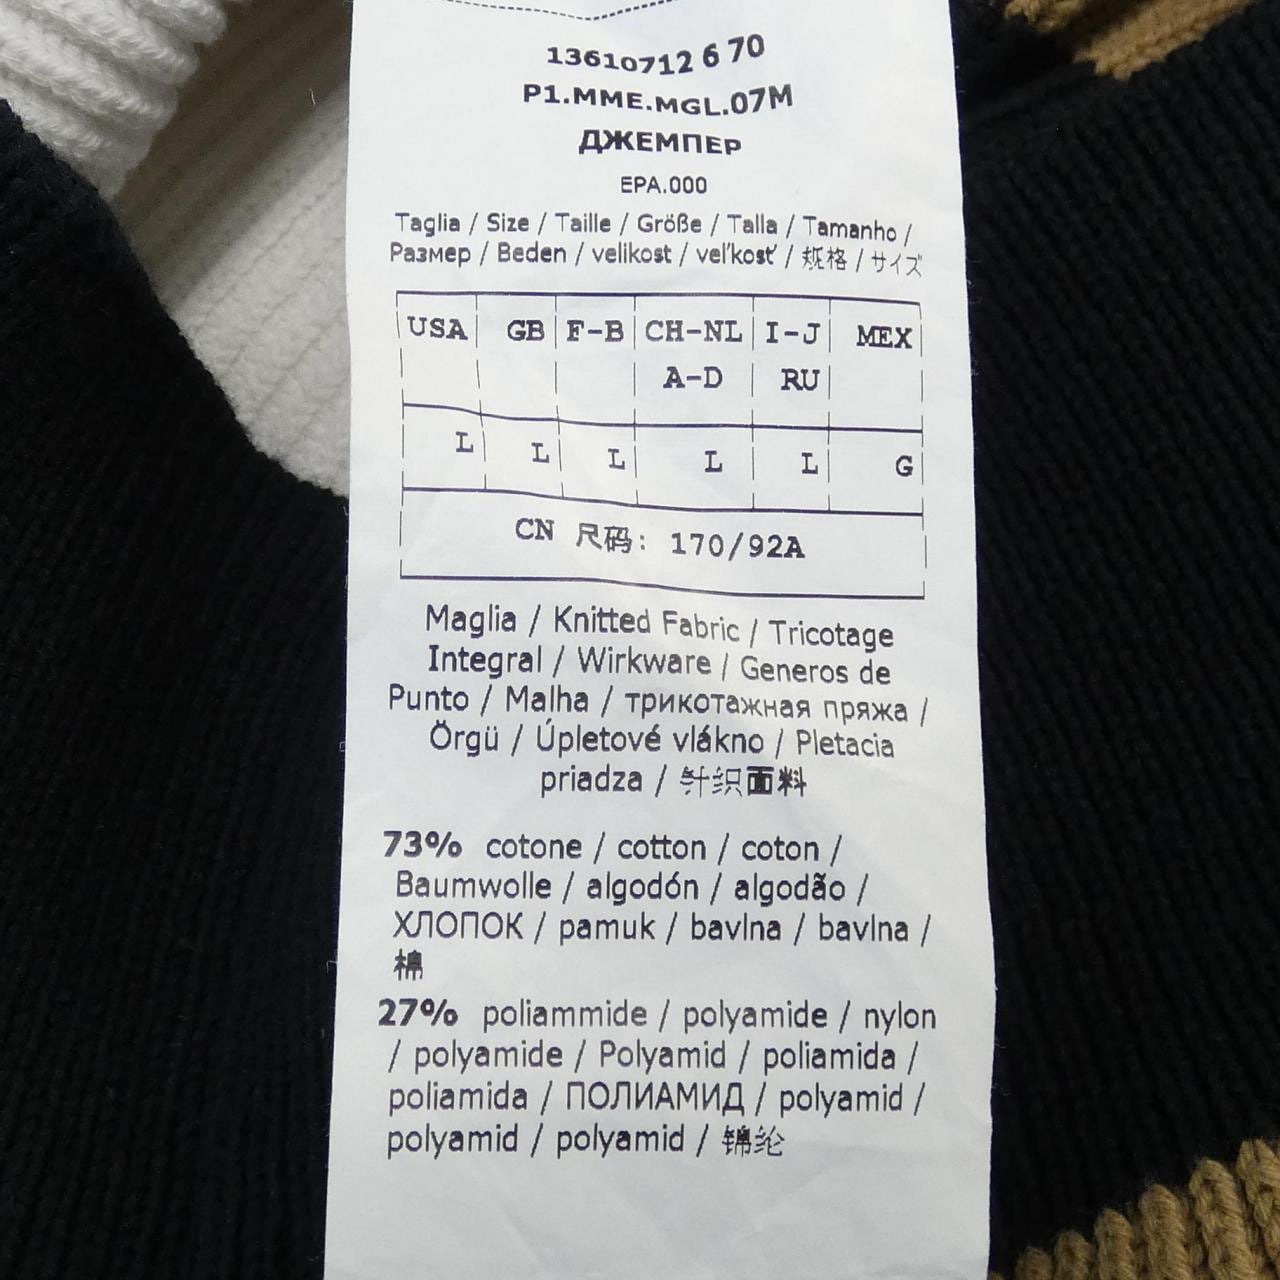 13610712 6 70
P1.MME.MGL.07M
ДЖЕМПЕР
EPA.000
Taglia / Size / Taille / Größe / Talla / Tamanho /
Размер / Beden / velikost / veľkosť / 规格 / サイズ
USA GB F-B CH-NL I-J MEX
A-D RU
L L L L L G
CN 尺码: 170/92A
Maglia / Knitted Fabric / Tricotage
Integral / Wirkware / Generos de
Punto / Malha / трикотажная пряжа /
Örgü / Úpletové vlákno / Pletacia
priadza / 针织面料
73% cotone / cotton / coton /
Baumwolle / algodón / algodão /
ХЛОПОК / pamuk / bavlna / bavlna /
棉
27% poliammide / polyamide / nylon
/ polyamide / Polyamid / poliamida /
poliamida / ПОЛИАМИД / polyamid /
polyamid / polyamid / 锦纶